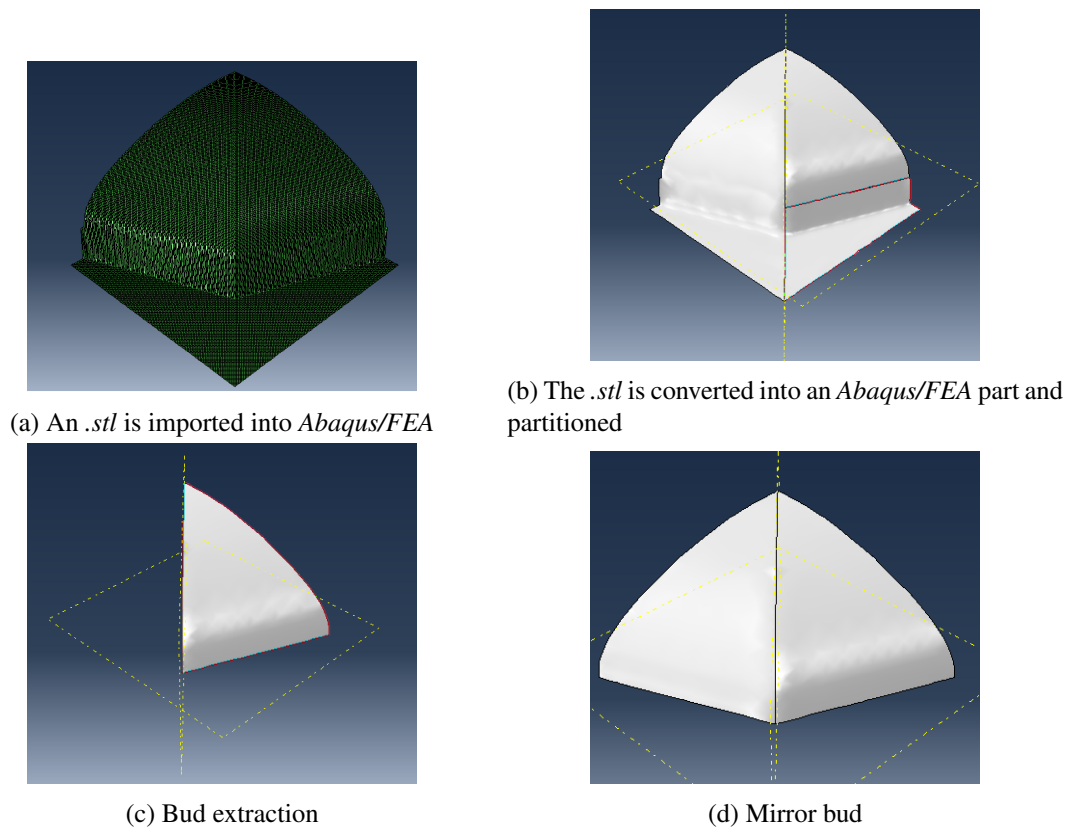 (a) An .stl is imported into Abaqus/FEA
(b) The .stl is converted into an Abaqus/FEA part and
partitioned
(c) Bud extraction
(d) Mirror bud